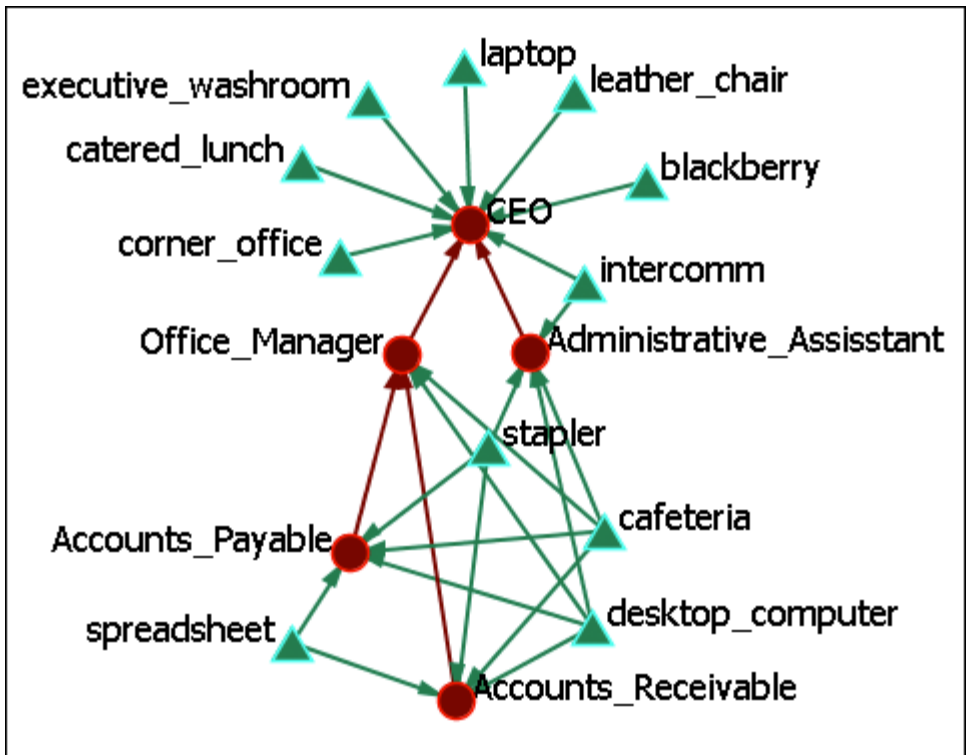 laptop
executive_washroom
leather_chair
catered_lunch
blackberry
CEO
corner_office
intercomm
Office_Manager
Administrative_Assisstant
stapler
cafeteria
Accounts_Payable
desktop_computer
spreadsheet
Accounts_Receivable